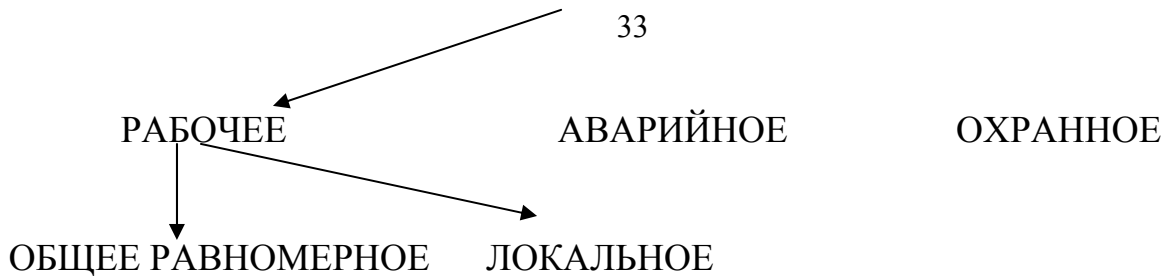 33
РАБОЧЕЕ АВАРИЙНОЕ ОХРАННОЕ
ОБЩЕЕ РАВНОМЕРНОЕ ЛОКАЛЬНОЕ